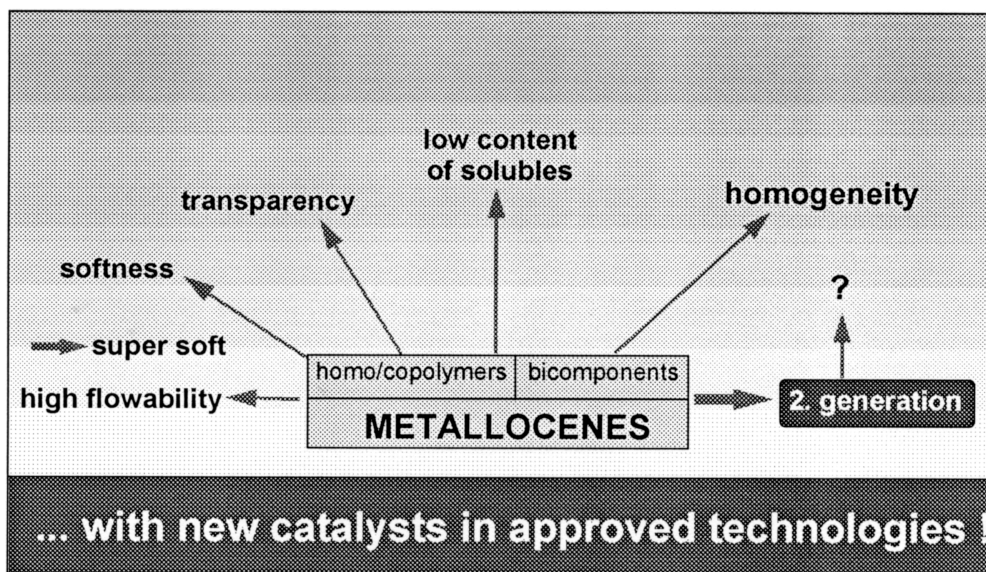 low content
of solubles
transparency
homogeneity
softness
?
super soft
homo/copolymers
bicomponents
high flowability
2. generation
METALLOCENES
... with new catalysts in approved technologies !